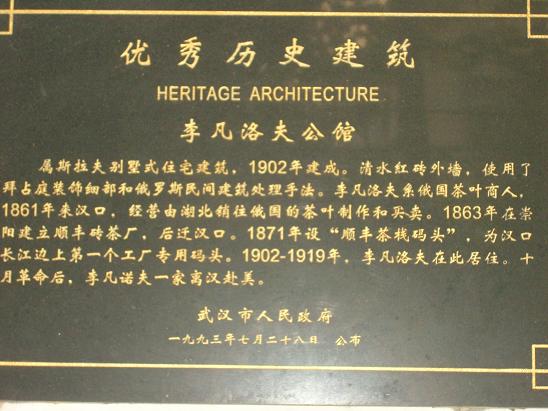 优秀历史建筑
HERITAGE ARCHITECTURE
李凡洛夫公馆
属斯拉夫别墅式住宅建筑，1902年建成。清水红砖外墙，使用了
拜占庭装饰细部和俄罗斯民间建筑处理手法。李凡洛夫系俄国茶叶商人，
1861年来汉口，经营由湖北销往俄国的茶叶制作和买卖。1863年在崇
阳建立顺丰砖茶厂，后迁汉口。1871年设“顺丰茶栈码头”，为汉口
长江边上第一个工厂专用码头。1902-1919年，李凡洛夫在此居住。十
月革命后，李凡诺夫一家离汉赴美。
武汉市人民政府
一九九三年七月二十八日 公布